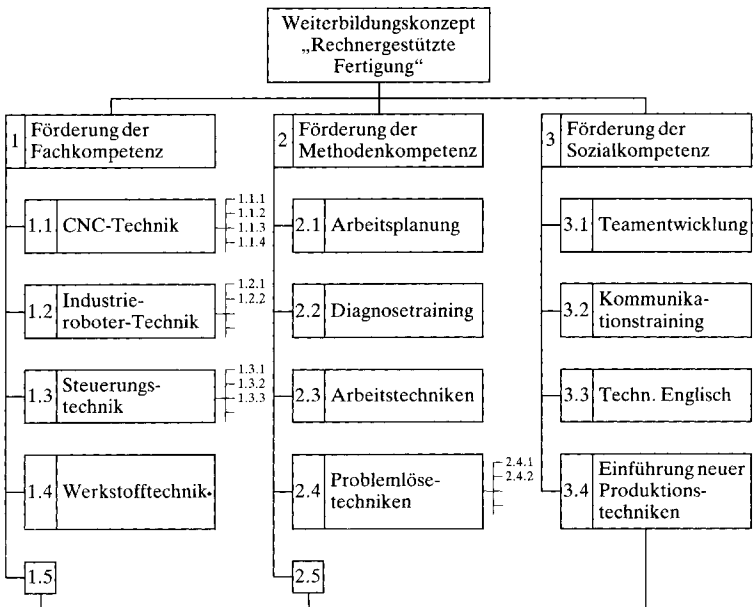 Weiterbildungskonzept
„Rechnergestützte
Fertigung“
1
Förderung der
Fachkompetenz
1.1
CNC-Technik
1.1.1
1.1.2
1.1.3
1.1.4
1.2
Industrie-
roboter-Technik
1.2.1
1.2.2
1.3
Steuerungs-
technik
1.3.1
1.3.2
1.3.3
1.4
Werkstofftechnik
1.5
2
Förderung der
Methodenkompetenz
2.1
Arbeitsplanung
2.2
Diagnosetraining
2.3
Arbeitstechniken
2.4
Problemlöse-
techniken
2.4.1
2.4.2
2.5
3
Förderung der
Sozialkompetenz
3.1
Teamentwicklung
3.2
Kommunika-
tionstraining
3.3
Techn. Englisch
3.4
Einführung neuer
Produktions-
techniken